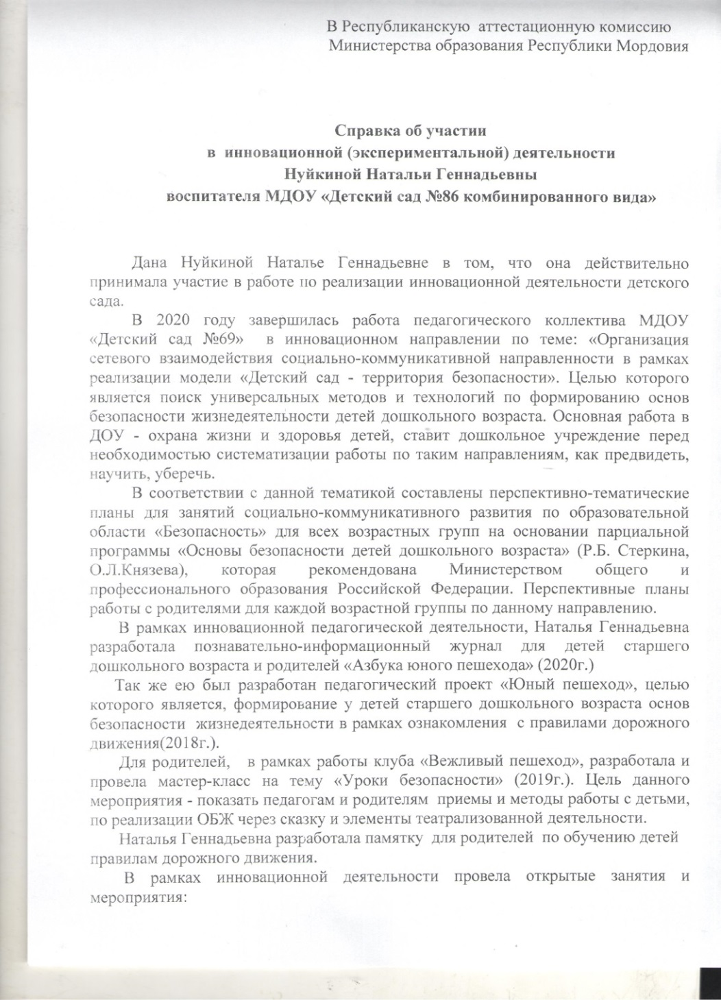 В Республиканскую  аттестационную комиссию
Министерства образования Республики Мордовия
Справка об участии
в  инновационной (экспериментальной) деятельности
Нуйкиной Натальи Геннадьевны
воспитателя МДОУ «Детский сад №86 комбинированного вида»
Дана Нуйкиной Наталье Геннадьевне в том, что она действительно
принимала участие в работе по реализации инновационной деятельности детского
сада.
В 2020 году завершилась работа педагогического коллектива МДОУ
«Детский сад №69»  в инновационном направлении по теме: «Организация
сетевого взаимодействия социально-коммуникативной направленности в рамках
реализации модели «Детский сад - территория безопасности». Целью которого
является поиск универсальных методов и технологий по формированию основ
безопасности жизнедеятельности детей дошкольного возраста. Основная работа в
ДОУ - охрана жизни и здоровья детей, ставит дошкольное учреждение перед
необходимостью систематизации работы по таким направлениям, как предвидеть,
научить, уберечь.
В соответствии с данной тематикой составлены перспективно-тематические
планы для занятий социально-коммуникативного развития по образовательной
области «Безопасность» для всех возрастных групп на основании парциальной
программы «Основы безопасности детей дошкольного возраста» (Р.Б. Стеркина,
О.Л.Князева), которая рекомендована Министерством общего и
профессионального образования Российской Федерации. Перспективные планы
работы с родителями для каждой возрастной группы по данному направлению.
В рамках инновационной педагогической деятельности, Наталья Геннадьевна
разработала познавательно-информационный журнал для детей старшего
дошкольного возраста и родителей «Азбука юного пешехода» (2020г.)
Так же ею был разработан педагогический проект «Юный пешеход», целью
которого является, формирование у детей старшего дошкольного возраста основ
безопасности  жизнедеятельности в рамках ознакомления  с правилами дорожного
движения(2018г.).
Для родителей,  в рамках работы клуба «Вежливый пешеход», разработала и
провела мастер-класс на тему «Уроки безопасности» (2019г.). Цель данного
мероприятия - показать педагогам и родителям  приемы и методы работы с детьми,
по реализации ОБЖ через сказку и элементы театрализованной деятельности.
Наталья Геннадьевна разработала памятку  для родителей  по обучению детей
правилам дорожного движения.
В рамках инновационной деятельности провела открытые занятия и
мероприятия: